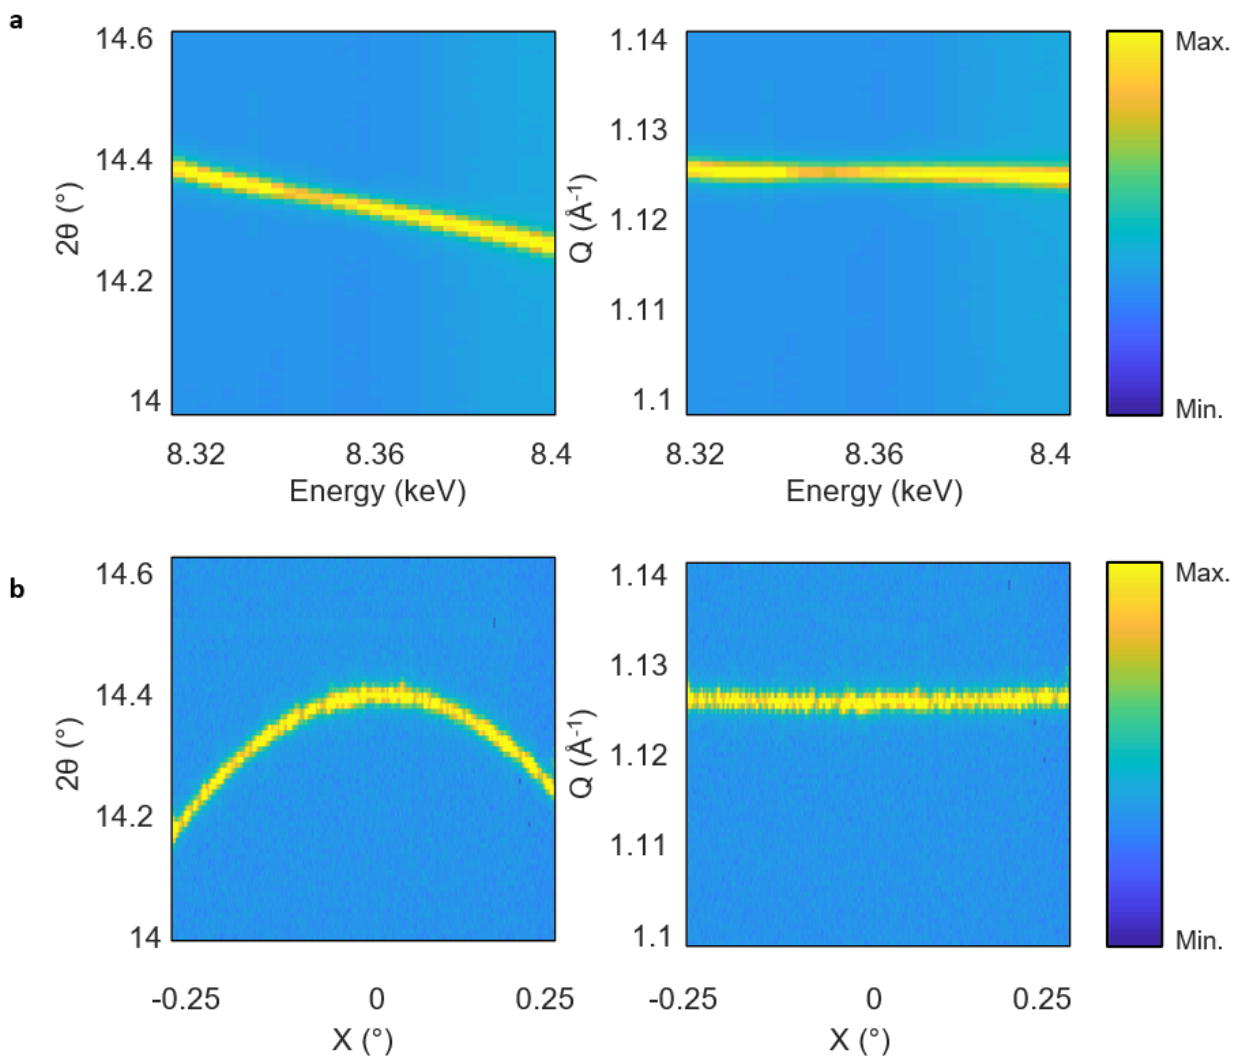 a
14.6
14.4
14.2
14
2θ (°)
8.32
8.36
8.4
Energy (keV)
1.14
1.13
1.12
1.11
1.1
Q (Å-1)
8.32
8.36
8.4
Energy (keV)
Max.
Min.
b
14.6
14.4
14.2
14
2θ (°)
-0.25
0
0.25
X (°)
1.14
1.13
1.12
1.11
1.1
Q (Å-1)
-0.25
0
0.25
X (°)
Max.
Min.